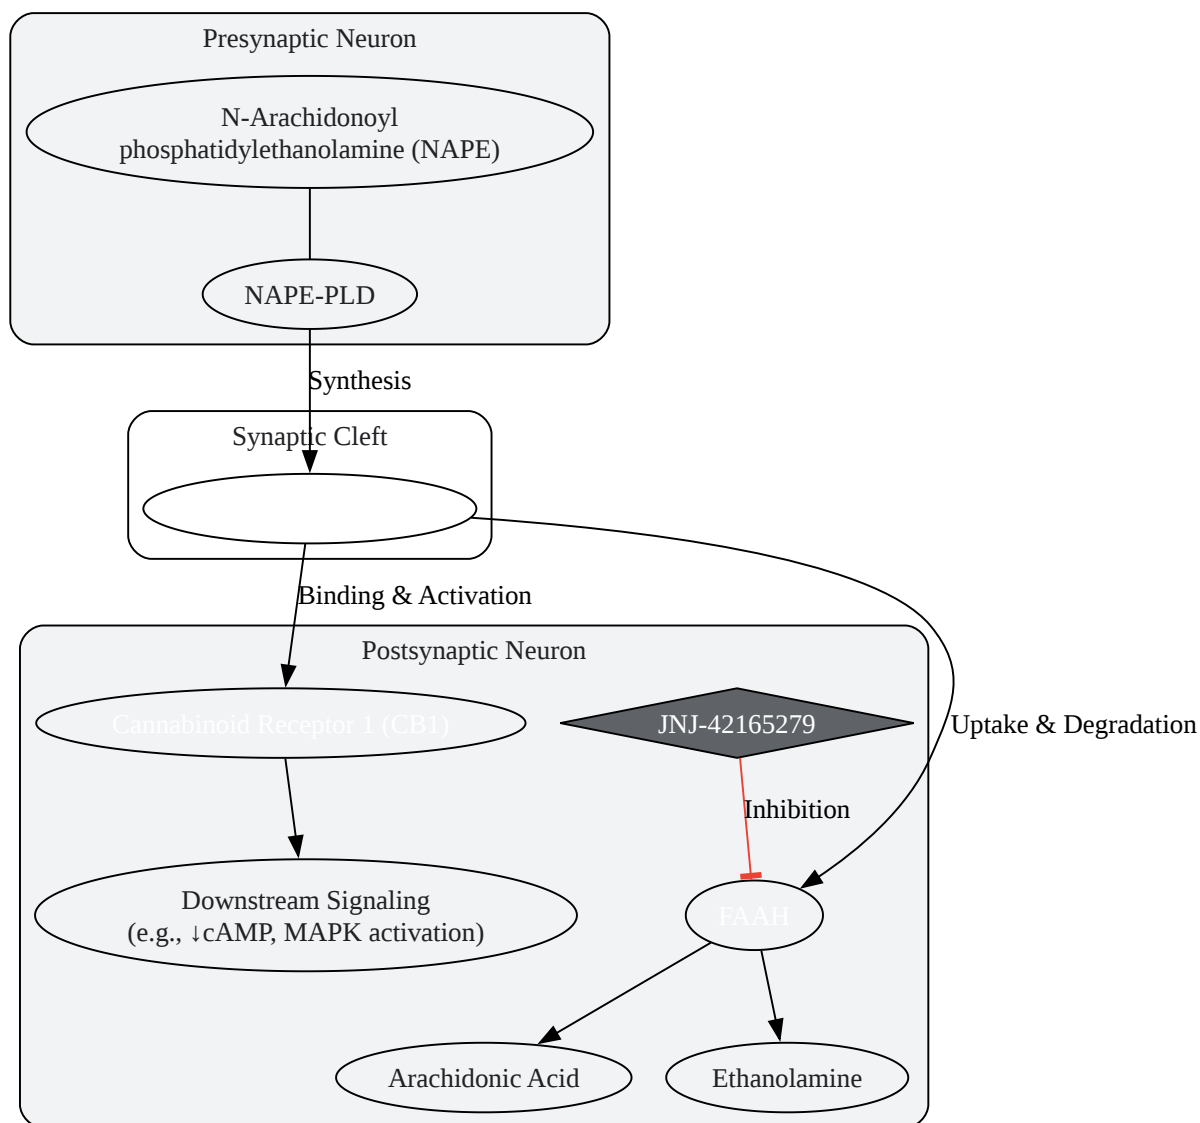 Presynaptic Neuron
N-Arachidonoyl
phosphatidylethanolamine (NAPE)
NAPE-PLD
Synthesis
Synaptic Cleft
Binding & Activation
Postsynaptic Neuron
Cannabinoid Receptor 1 (CB1)
JNJ-42165279
Uptake & Degradation
Inhibition
Downstream Signaling
(e.g., ↓cAMP, MAPK activation)
FAAH
Arachidonic Acid
Ethanolamine